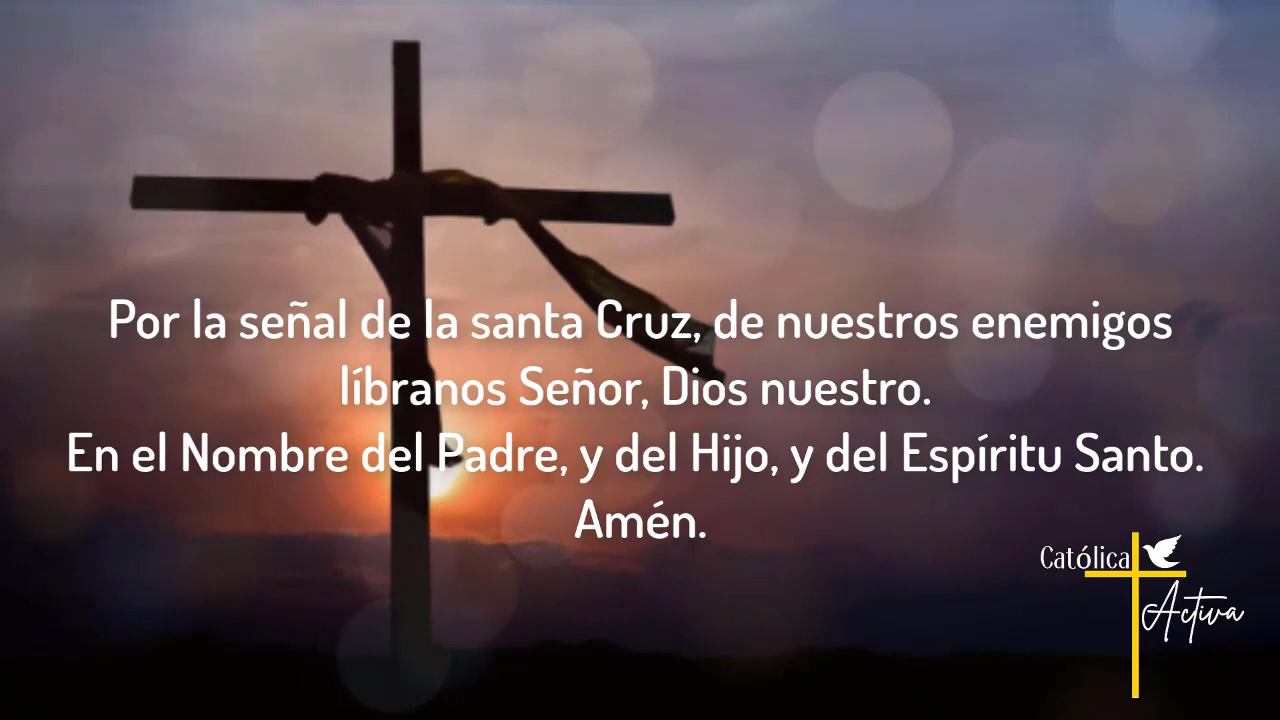 Por la señal de la santa Cruz, de nuestros enemigos
líbranos Señor, Dios nuestro.
En el Nombre del Padre, y del Hijo, y del Espíritu Santo.
Amén.
Católica
Activa